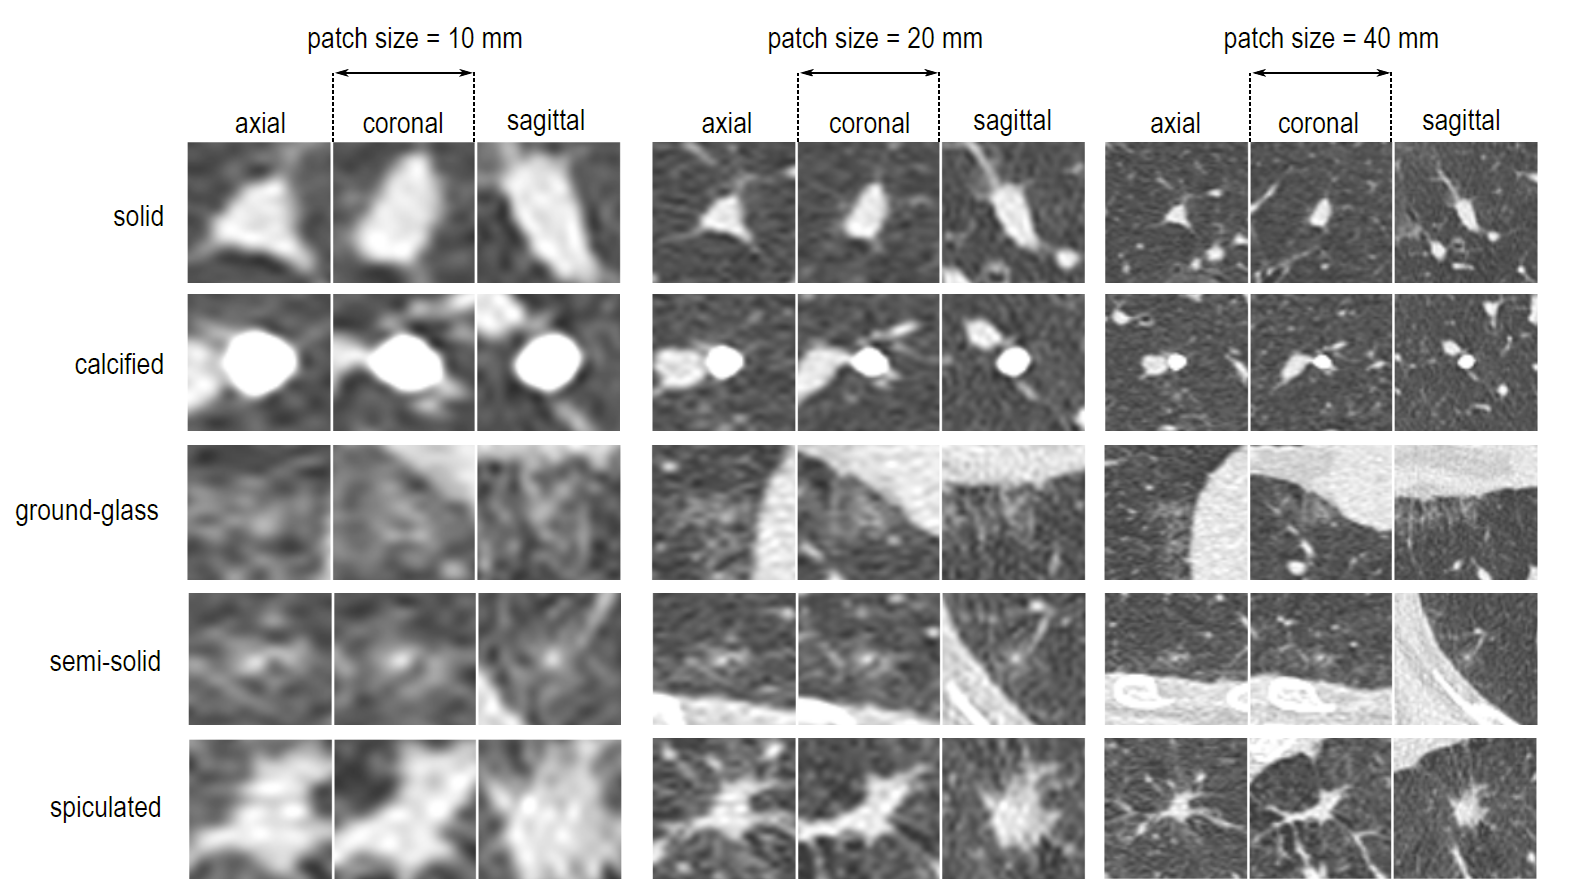 patch size = 10 mm
patch size = 20 mm
patch size = 40 mm
axial
coronal
sagittal
axial
coronal
sagittal
axial
coronal
sagittal
solid
calcified
ground-glass
semi-solid
spiculated